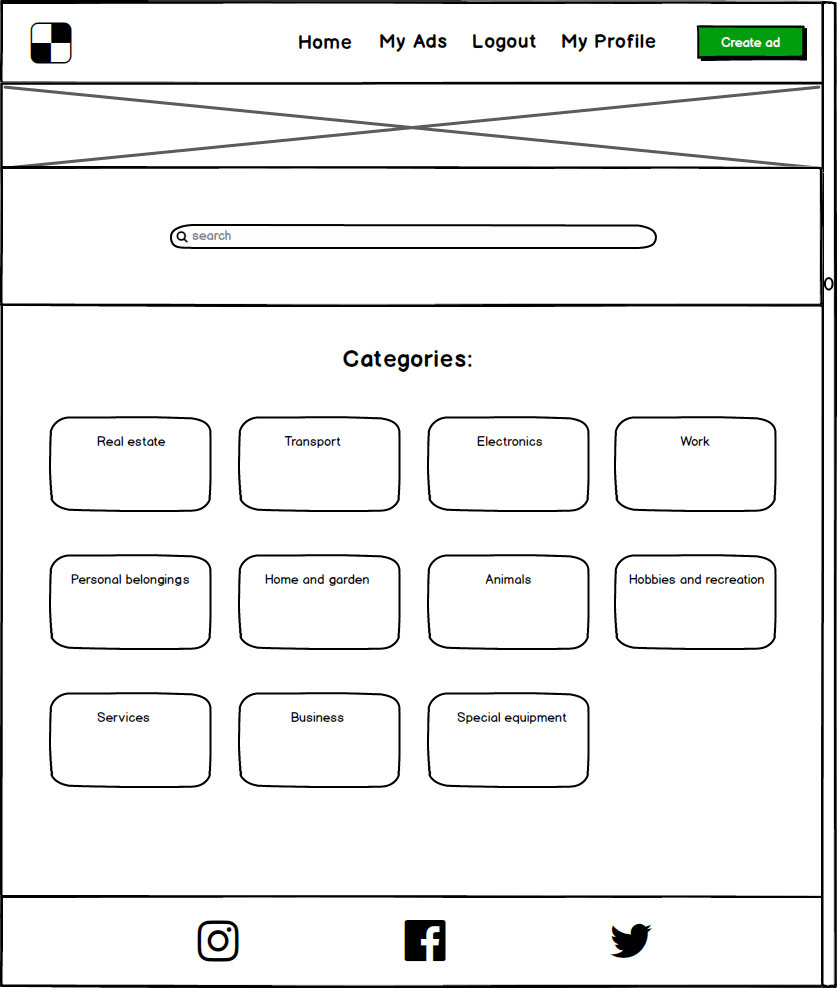 Home My Ads Logout My Profile Create ad
search
Categories:
Real estate Transport Electronics Work
Personal belongings Home and garden Animals Hobbies and recreation
Services Business Special equipment